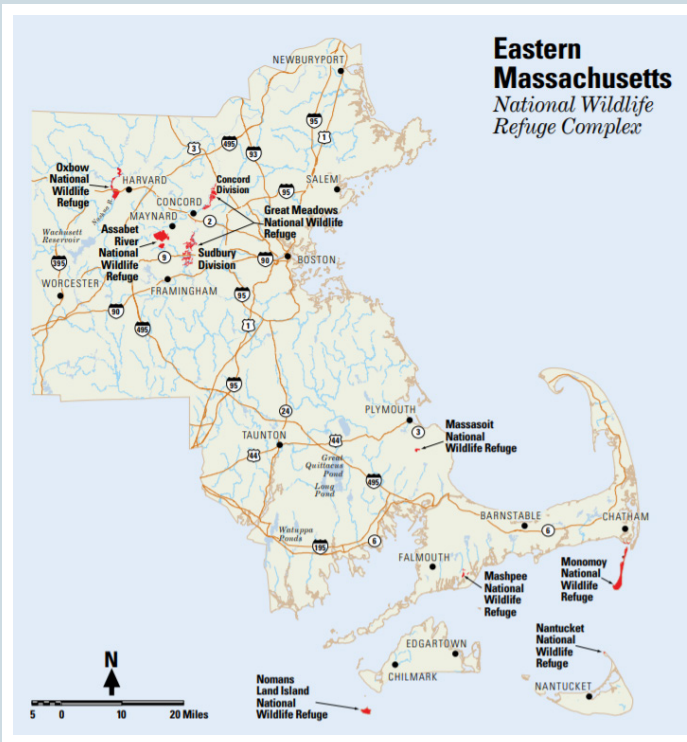 Eastern
Massachusetts
National Wildlife
Refuge Complex
NEWBURYPORT
95
1
495
3
93
Oxbow
National
Wildlife
Refuge
HARVARD
Concord
Division
SALEM
95
CONCORD
Nashua R.
2
Great Meadows
National Wildlife
Refuge
MAYNARD
Wachusett
Reservoir
Assabet
River
National
Wildlife
Refuge
9
Sudbury
Division
90
BOSTON
395
WORCESTER
FRAMINGHAM
95
90
495
1
95
24
PLYMOUTH
3
Massasoit
National
Wildlife Refuge
TAUNTON
44
44
Great
Quittacus
Pond
Long
Pond
495
Watuppa
Ponds
195
6
BARNSTABLE
6
CHATHAM
FALMOUTH
Mashpee
National
Wildlife
Refuge
Monomoy
National
Wildlife
Refuge
Nantucket
National
Wildlife
Refuge
EDGARTOWN
CHILMARK
NANTUCKET
Nomans
Land Island
National
Wildlife Refuge
N
5 0 10 20 Miles